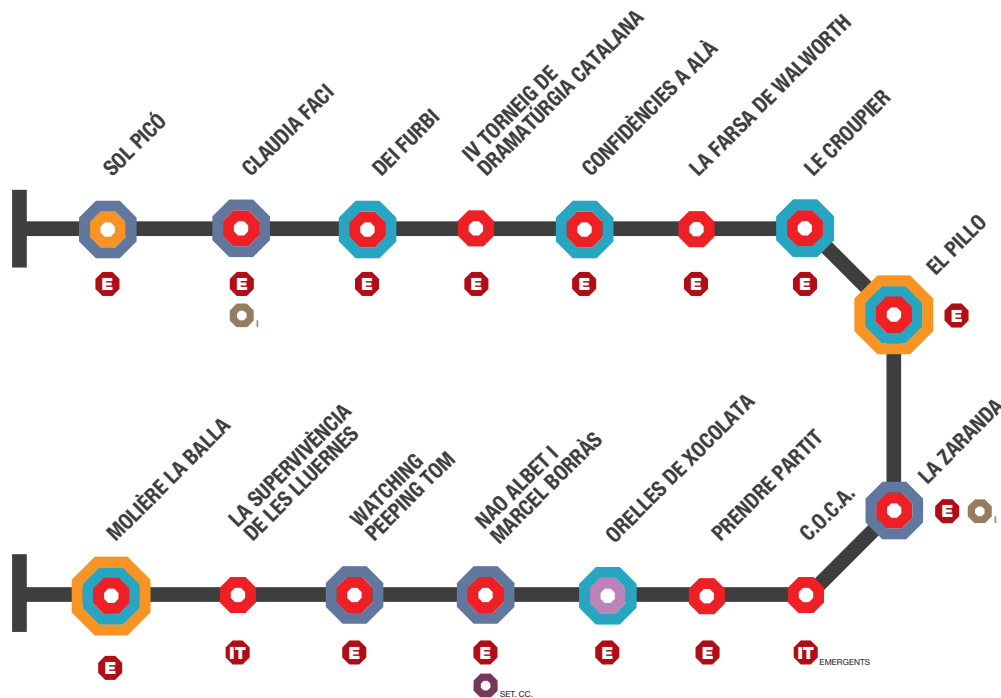 SOL PICÓ
CLAUDIA FACI
DEI FURBI
IV TORNEIG DE
DRAMATÚRGIA CATALANA
CONFIDÈNCIES A ALÀ
LA FARSA DE WALWORTH
LE CROUPIER
E
E
E
E
E
E
E
I
EL PILLO
E
LA ZARANDA
E
I
MOLIÈRE LA BALLA
LA SUPERVIVÈNCIA
DE LES LLUERNES
WATCHING
PEEPING TOM
NAO ALBET I
MARCEL BORRÀS
ORELLES DE XOCOLATA
PRENDRE PARTIT
C.O.C.A.
E
IT
E
E
E
E
IT EMERGENTS
SET. CC.